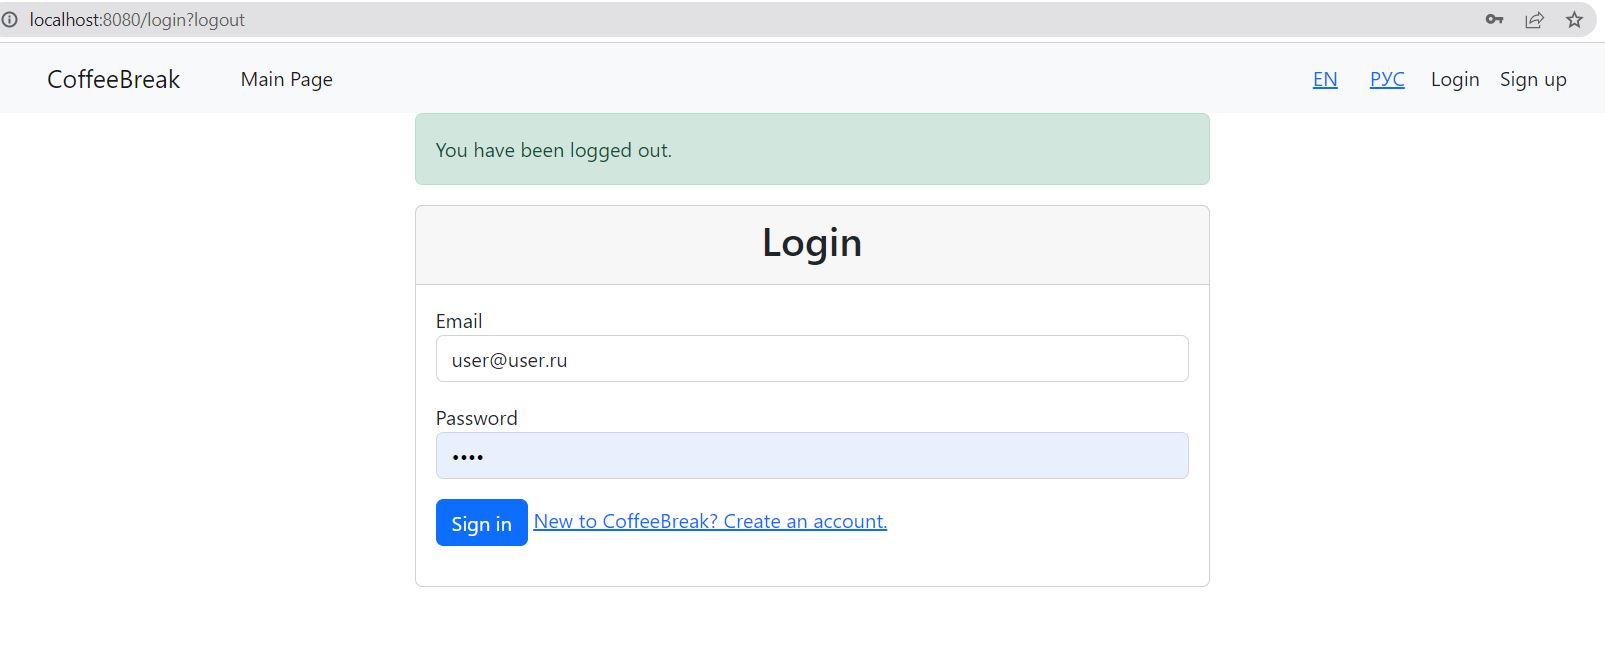 localhost:8080/login?logout
CoffeeBreak Main Page EN РУС Login Sign up
You have been logged out.
Login
Email
user@user.ru
Password
••••
Sign in New to CoffeeBreak? Create an account.